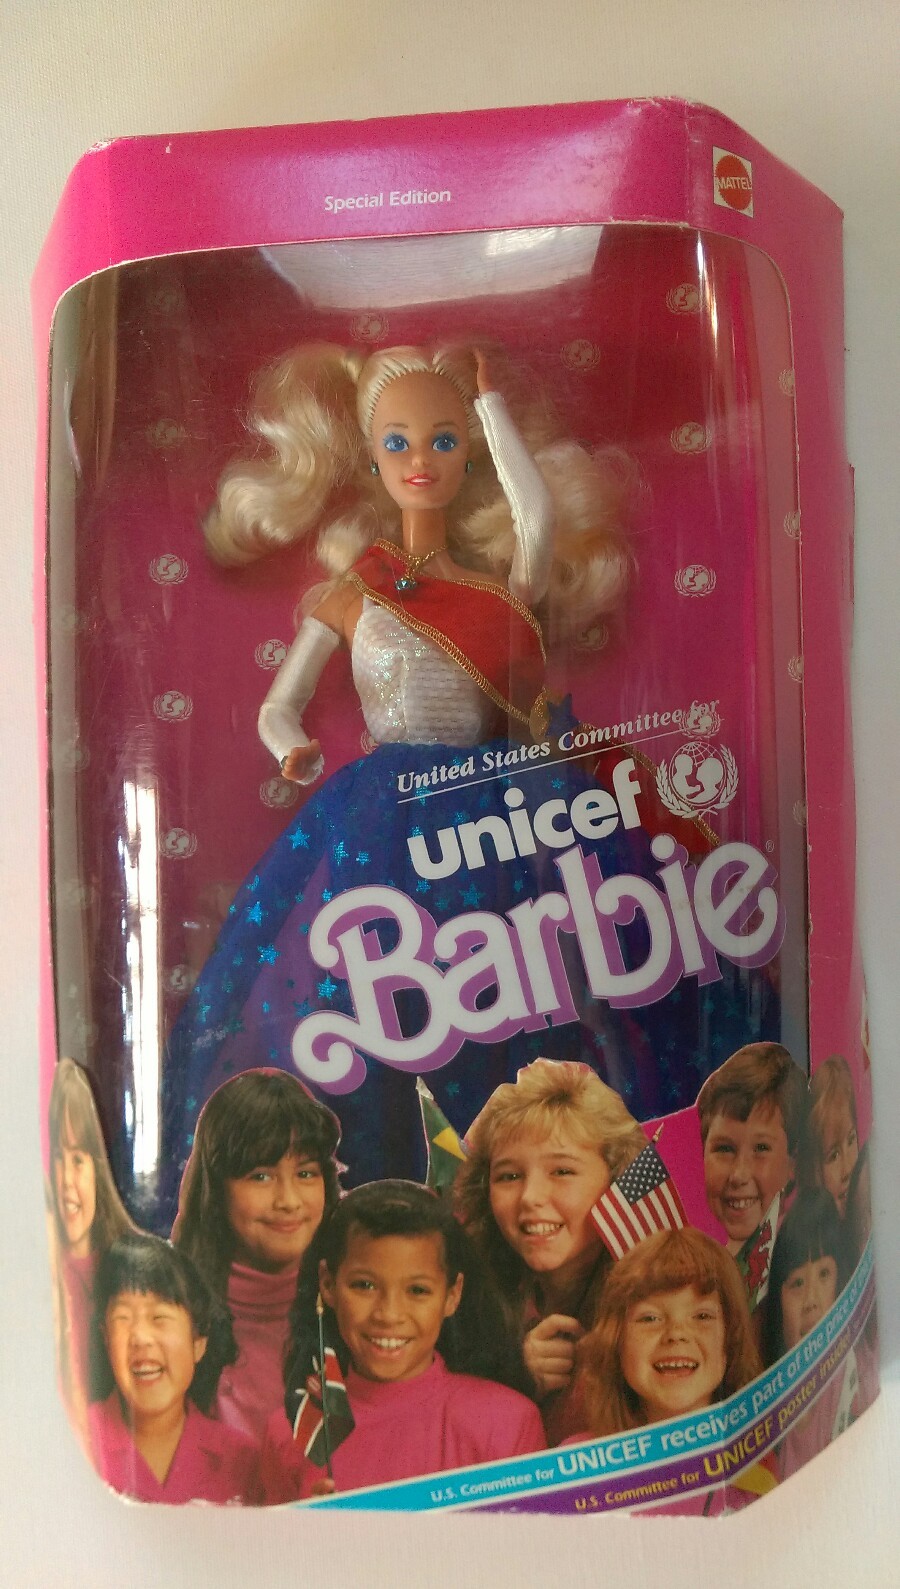 Special Edition
MATTEL
United States Committee for
unicef
Barbie®
U.S. Committee for UNICEF receives part of the price of
U.S. Committee for UNICEF poster inside!